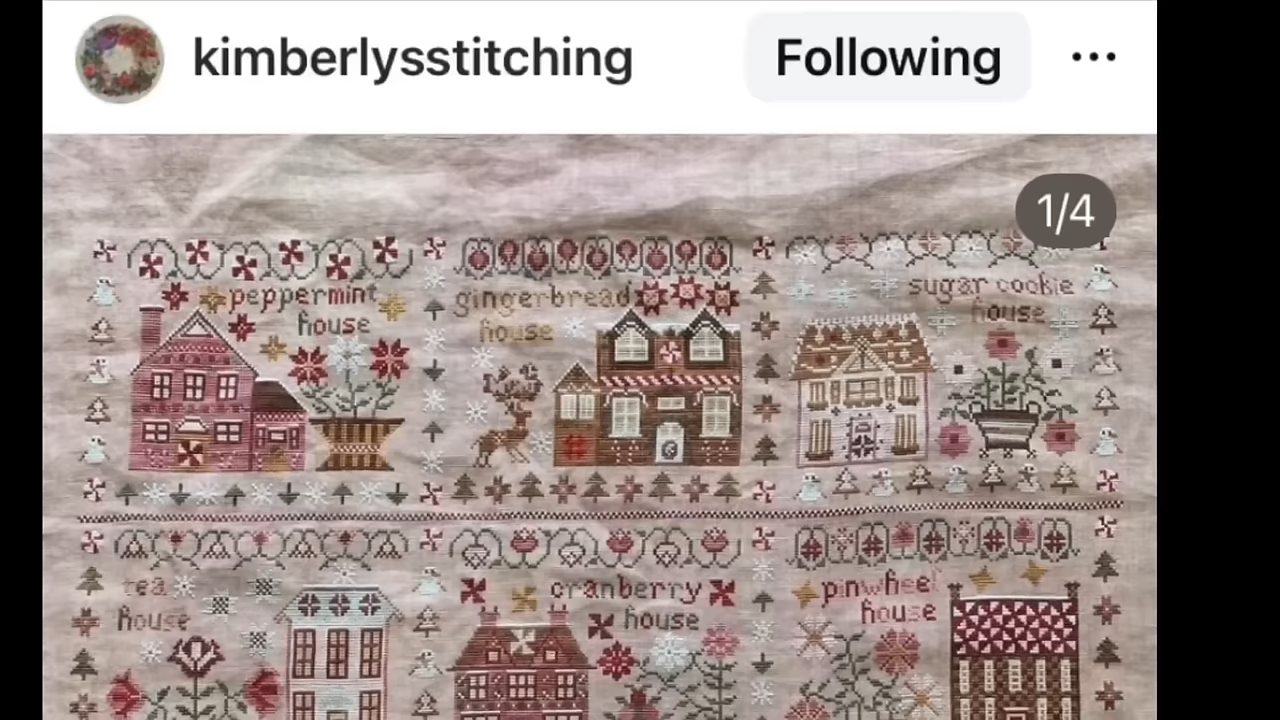 kimberlysstitching
Following
1/4
peppermint
house
gingerbread
house
sugar cookie
house
tea
house
cranberry
house
pinwheel
house